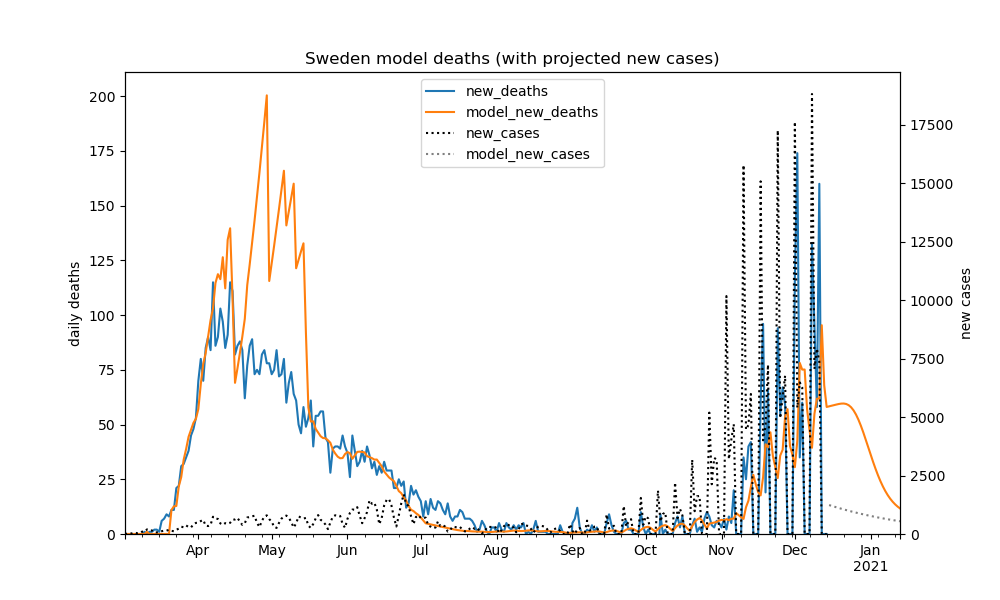 Sweden model deaths (with projected new cases)
new_deaths
model_new_deaths
new_cases
model_new_cases
daily deaths
200
175
150
125
100
75
50
25
0
new cases
17500
15000
12500
10000
7500
5000
2500
0
Apr May Jun Jul Aug Sep Oct Nov Dec Jan
2021